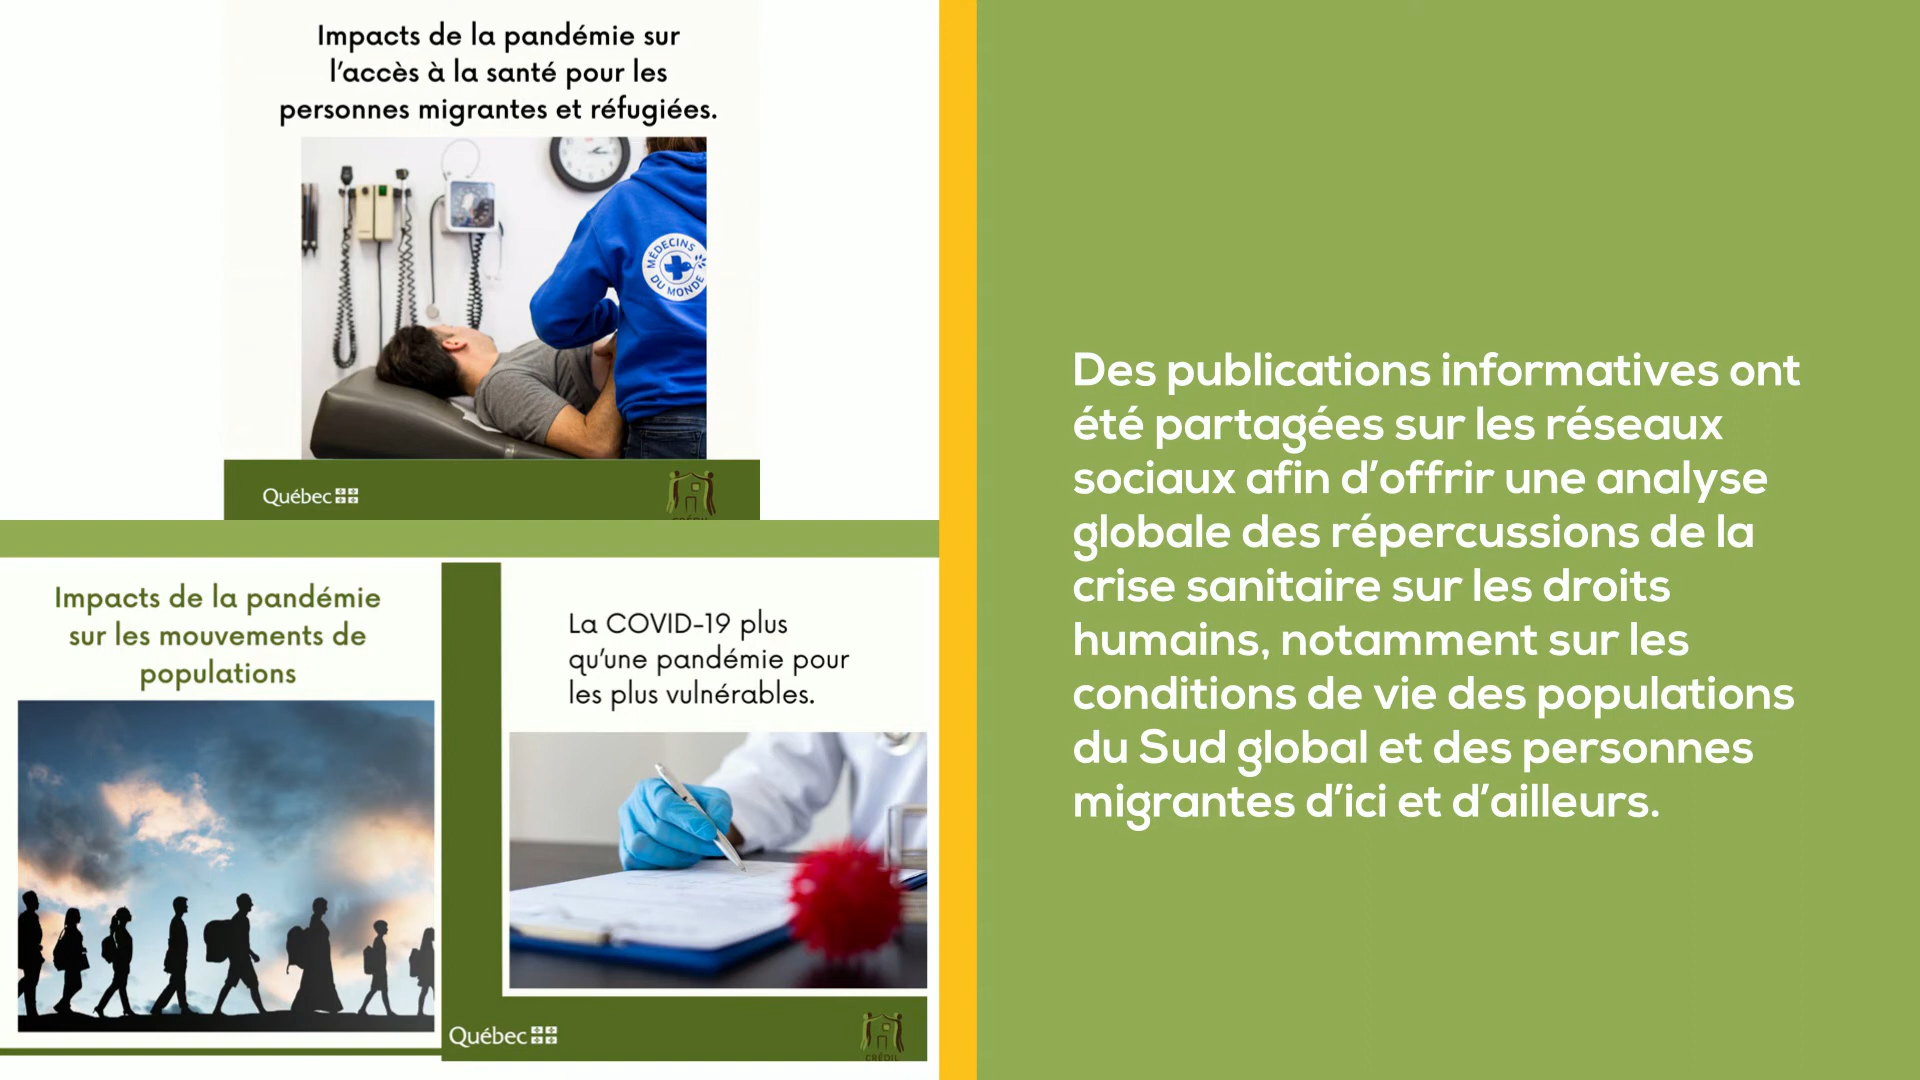 Impacts de la pandémie sur
l'accès à la santé pour les
personnes migrantes et réfugiées.
MÉDECINS
DU MONDE
Québec
CRÉDIL
Impacts de la pandémie
sur les mouvements de
populations
La COVID-19 plus
qu'une pandémie pour
les plus vulnérables.
Québec
CRÉDIL
Des publications informatives ont
été partagées sur les réseaux
sociaux afin d'offrir une analyse
globale des répercussions de la
crise sanitaire sur les droits
humains, notamment sur les
conditions de vie des populations
du Sud global et des personnes
migrantes d'ici et d'ailleurs.